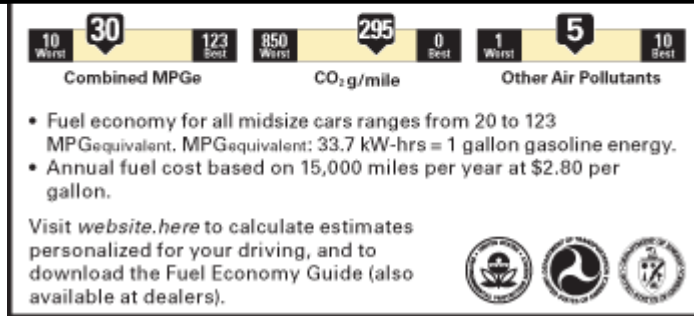 30 295 5
10 Worst 123 Best 850 Worst 0 Best 1 Worst 10 Best
Combined MPGe CO₂ g/mile Other Air Pollutants
• Fuel economy for all midsize cars ranges from 20 to 123
MPGequivalent. MPGequivalent: 33.7 kW-hrs = 1 gallon gasoline energy.
• Annual fuel cost based on 15,000 miles per year at $2.80 per
gallon.
Visit website.here to calculate estimates
personalized for your driving, and to
download the Fuel Economy Guide (also
available at dealers).